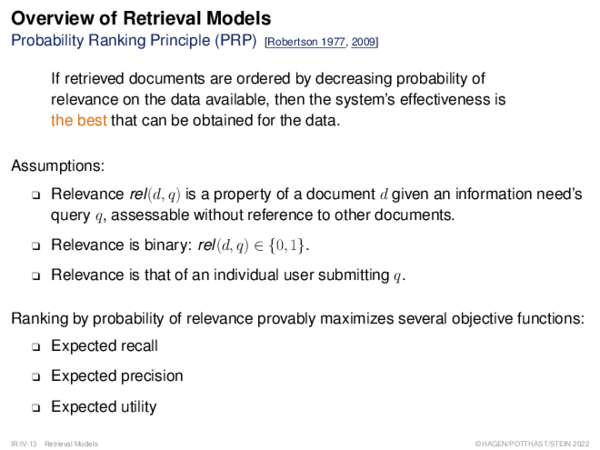 Overview of Retrieval Models
Probability Ranking Principle (PRP) [Robertson 1977, 2009]
If retrieved documents are ordered by decreasing probability of
relevance on the data available, then the system's effectiveness is
the best that can be obtained for the data.
Assumptions:
❑ Relevance rel(d, q) is a property of a document d given an information need's
query q, assessable without reference to other documents.
❑ Relevance is binary: rel(d, q) ∈ {0, 1}.
❑ Relevance is that of an individual user submitting q.
Ranking by probability of relevance provably maximizes several objective functions:
❑ Expected recall
❑ Expected precision
❑ Expected utility
IR:IV-13 Retrieval Models ©HAGEN/POTTHAST/STEIN 2022